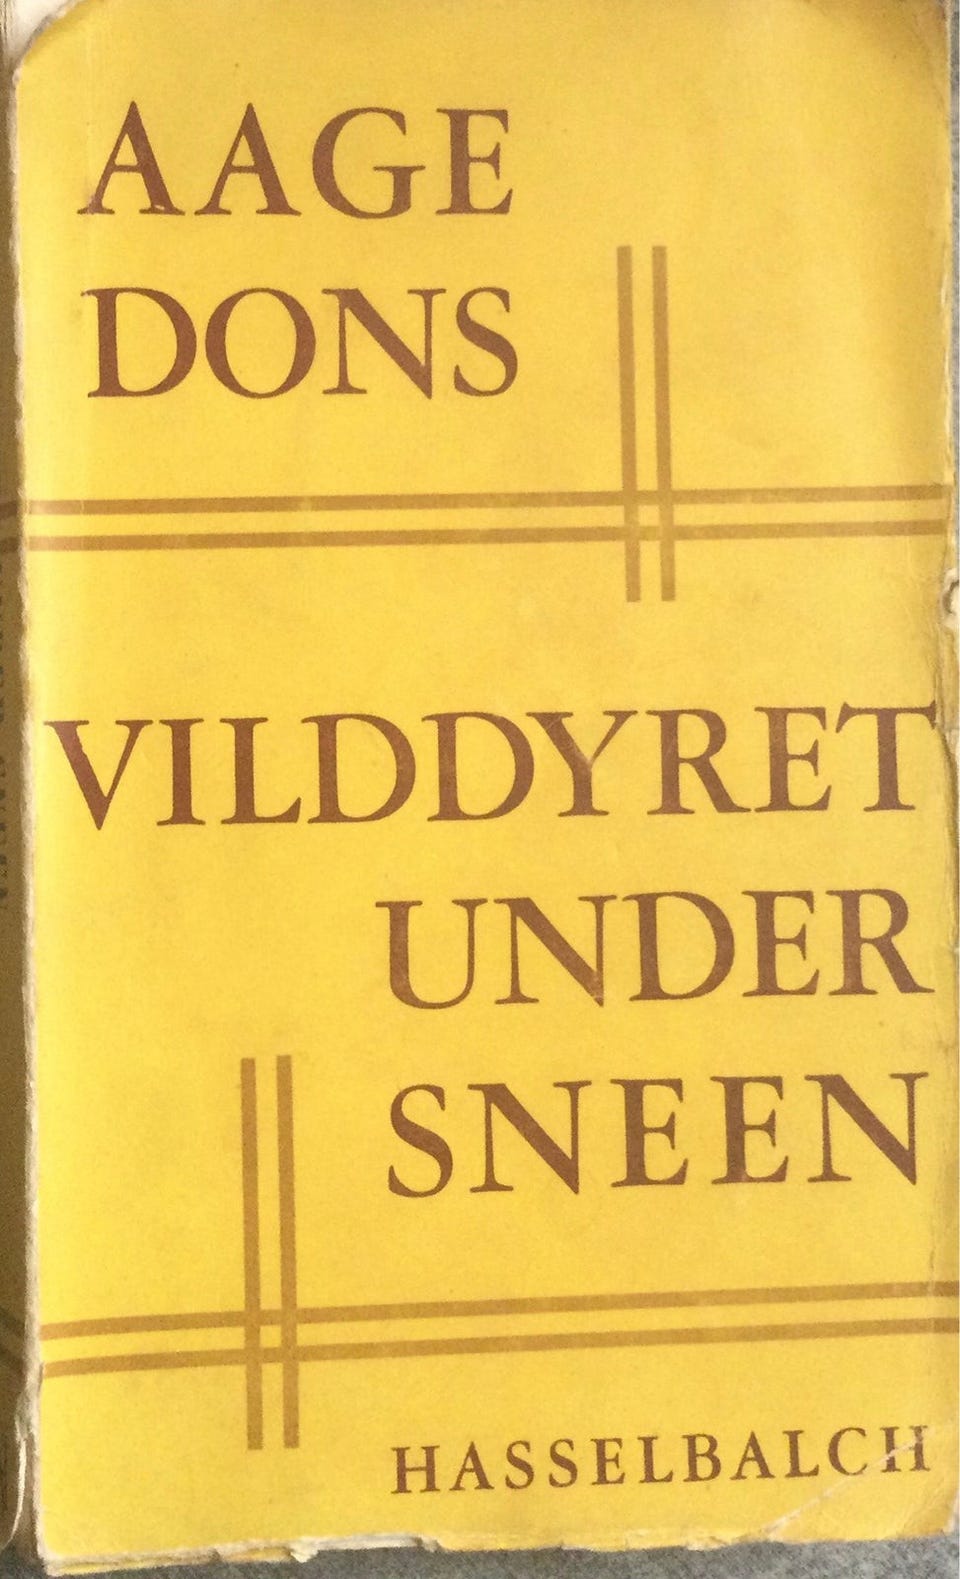 AAGE
DONS
VILDDYRET
UNDER
SNEEN
HASSELBALCH